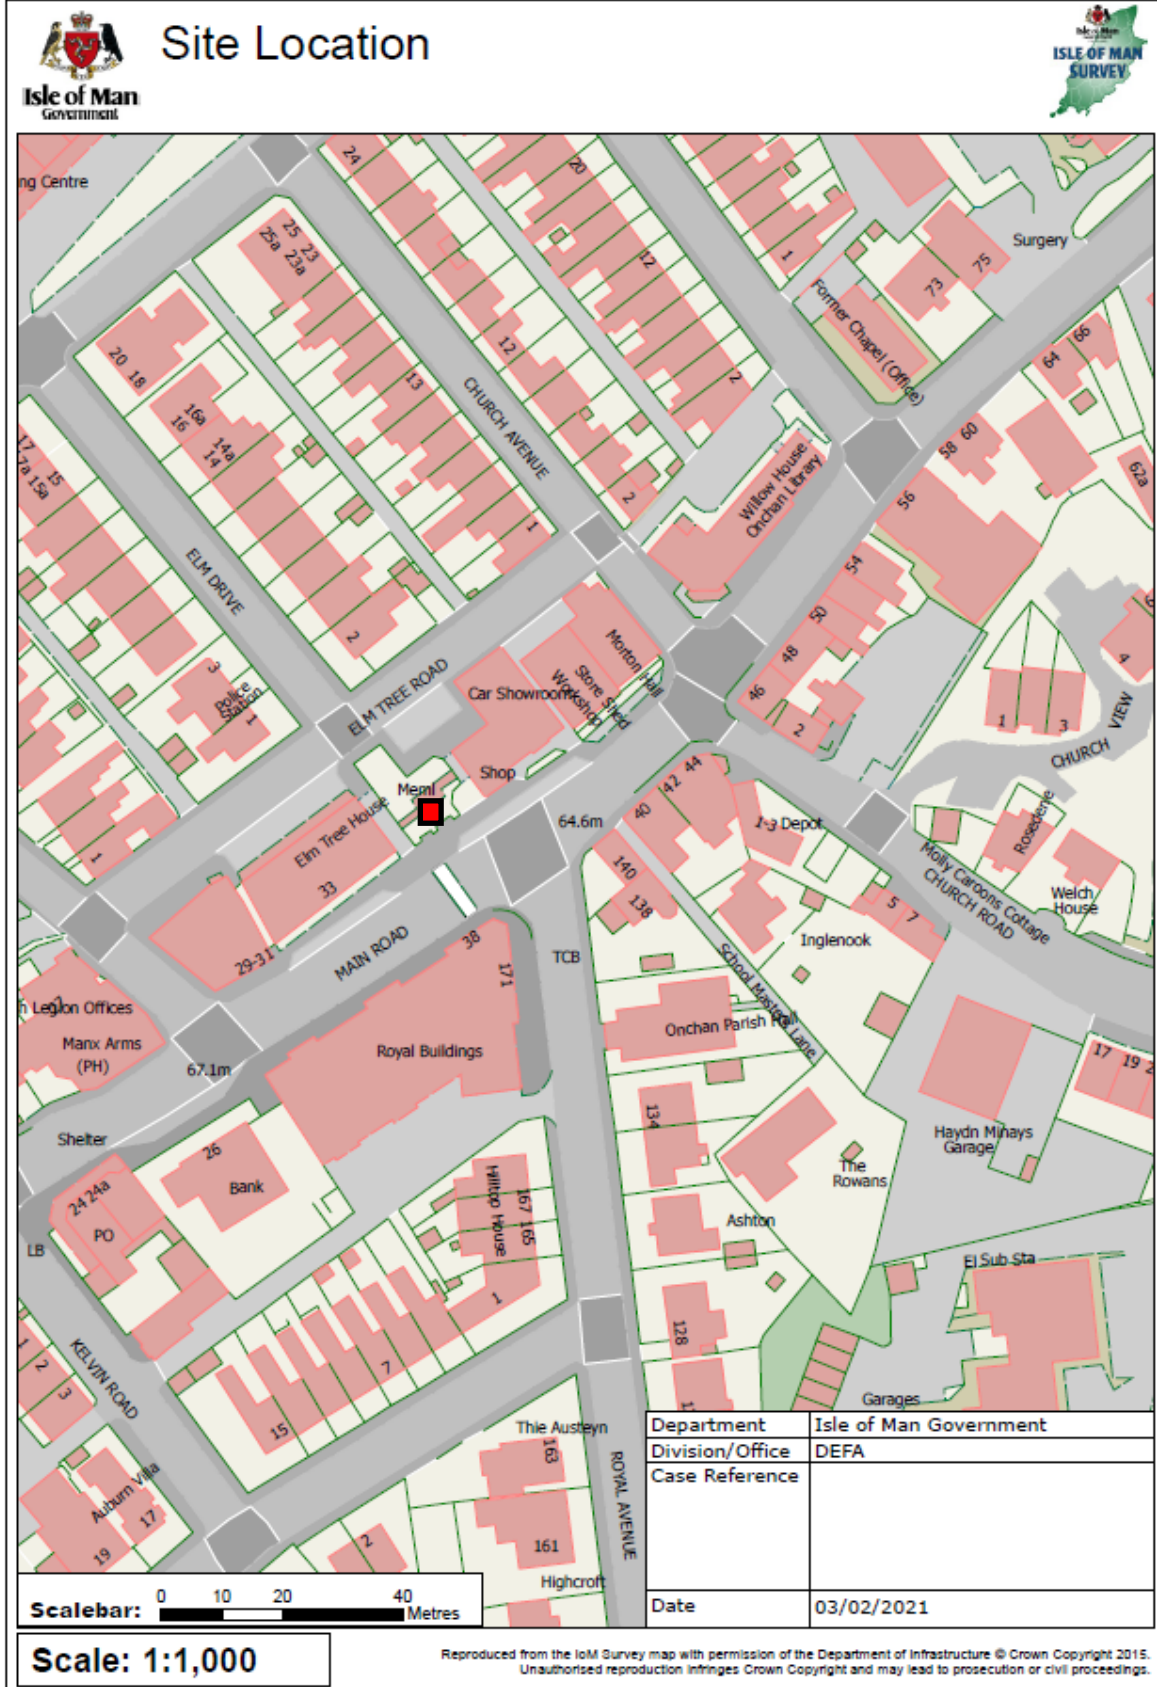 Isle of Man
Government
Site Location
Isle of Man
ISLE OF MAN
SURVEY
ng Centre
24
20
25
23
25a
23a
12
1
Surgery
75
73
Former Chapel (Office)
66
64
20
18
16a
16
14a
14
13
12
CHURCH AVENUE
2
60
58
62a
17
15
7a
15a
2
Willow House
Onchan Library
56
1
ELM DRIVE
54
50
48
46
2
2
3
Police
Station
1
Morton Hall
Store Shed
Workshop
Car Showroom
ELM TREE ROAD
4
1
3
CHURCH
VIEW
Meml
Shop
64.6m
44
42
40
1-3
Depot
Elm Tree House
33
1
Rosedene
Molly Caroons Cottage
CHURCH ROAD
Welch
House
140
138
5
7
Inglenook
School Masters Lane
38
171
TCB
MAIN ROAD
29-31
n Legion Offices
Manx Arms
(PH)
67.1m
Royal Buildings
Onchan Parish Hall
17
19
2
134
Haydn Minays
Garage
The
Rowans
Shelter
26
Bank
24
24a
PO
LB
Hilltop House
167
165
1
Ashton
El Sub Sta
128
7
15
1
2
3
KELVIN ROAD
Garages
Thie Austeyn
163
ROYAL AVENUE
161
Highcroft
Auburn Villa
17
19
2
Department
Isle of Man Government
Division/Office
DEFA
Case Reference
Date
03/02/2021
Scalebar:
0
10
20
40
Metres
Scale: 1:1,000
Reproduced from the IoM Survey map with permission of the Department of Infrastructure © Crown Copyright 2015.
Unauthorised reproduction infringes Crown Copyright and may lead to prosecution or civil proceedings.